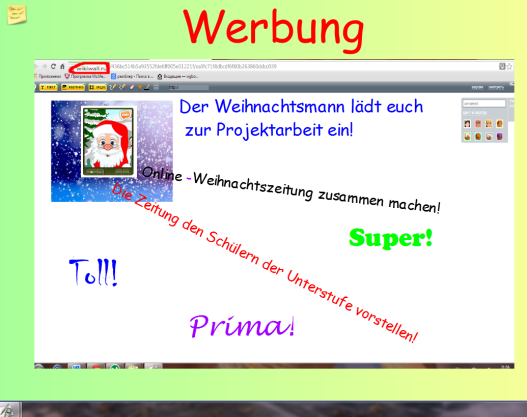 Werbung
Der Weihnachtsmann lädt euch
zur Projektarbeit ein!
Online -Weihnachtszeitung zusammen machen!
Die Zeitung den Schülern der Unterstufe vorstellen!
Super!
Toll!
Prima!